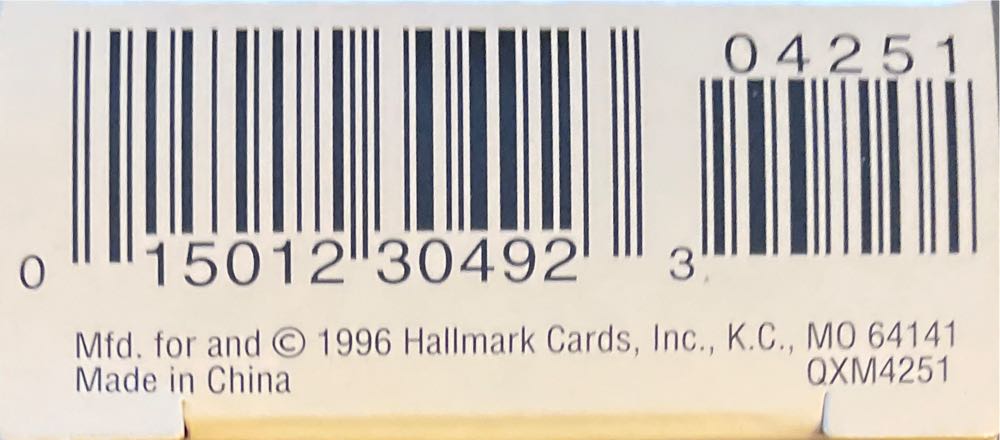 04251
0 15012 30492 3
Mfd. for and © 1996 Hallmark Cards, Inc., K.C., MO 64141
Made in China QXM4251